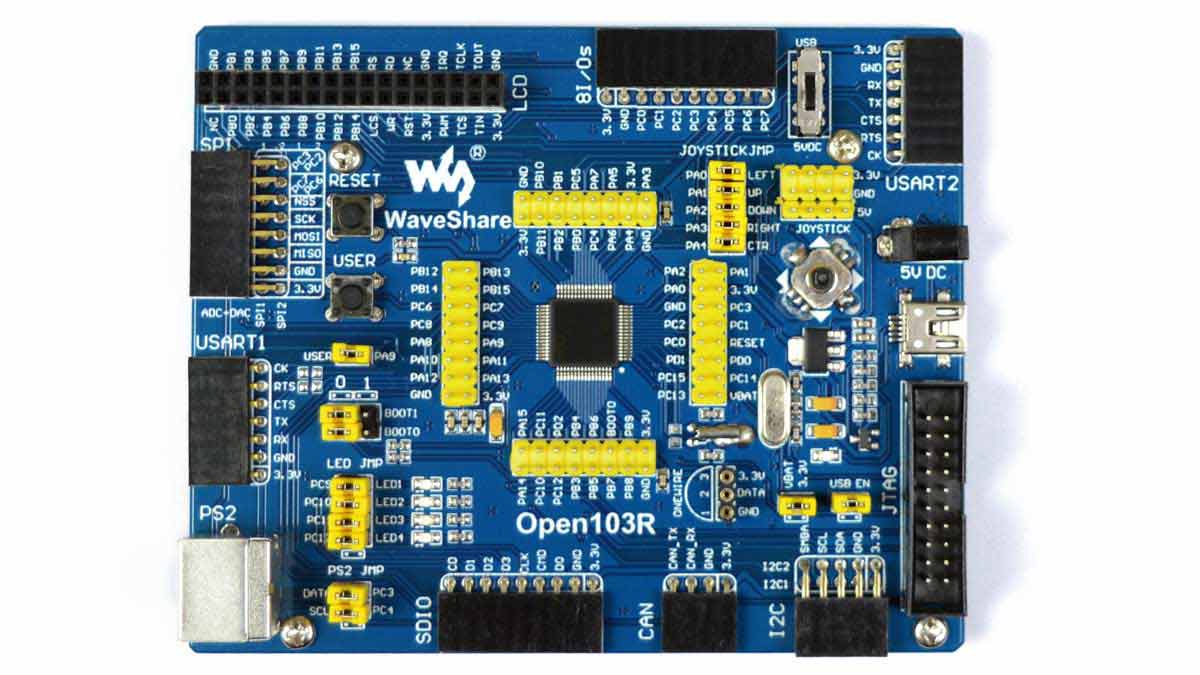 GND PB1 PB3 PB5 PB7 PB9 PB11 PB13 PB15 RS RD NC GND IRQ TCLK TOUT GND
LCD
NC PB0 PB2 PB4 PB6 PB8 PB10 PB12 PB14 LCS WR RST 3.3V PWM TCS TIN 3.3V
8I/Os
3.3V GND PC0 PC1 PC2 PC3 PC4 PC5 PC6 PC7
USB
5VDC
3.3V
GND
RX
TX
CTS
RTS
CK
USART2
SPI
NSS
SCK
MOSI
MISO
GND
3.3V
ADC-DAC
SPI1
SPI2
RESET
USER
®
WaveShare
GND PB10 PB1 PC5 PA7 PA5 3.3V PA3
3.3V PB11 PB2 PB0 PC4 PA6 PA4 GND
JOYSTICKJMP
PA0 LEFT
PA1 UP
PA2 DOWN
PA3 RIGHT
PA4 CTR
3.3V
GND
5V
JOYSTICK
5V DC
PB12 PB13
PB14 PB15
PC6 PC7
PC8 PC9
PA8 PA10
PA10 PA11
PA12 PA13
GND 3.3V
PA2 PA1
PA0 3.3V
GND PC3
PC2 PC1
PC0 RESET
PD1 PD0
PC15 PC14
PC13 VBAT
USART1
CK
RTS
CTS
TX
RX
GND
3.3V
USER PA9
0 1
BOOT1
BOOT0
LED JMP
PC9 LED1
PC10 LED2
LED3
LED4
PA15 PC11 PD2 PB4 PB6 BOOT0 PB9 3.3V
PA14 PC10 PC12 PB3 PB5 PB7 PB8 GND
Open103R
ONEWIRE
1 2 3
3.3V
DATA
GND
VBAT
3.3V
USB EN
JTAG
PS2
PS2 JMP
DATA PC3
SCL PC4
SDIO
C0 D1 D2 D3 CLK CMD D0 GND 3.3V
CAN
CAN_TX CAN_RX GND 3.3V
I2C
SMBA SCL SDA GND 3.3V
I2C2
I2C1